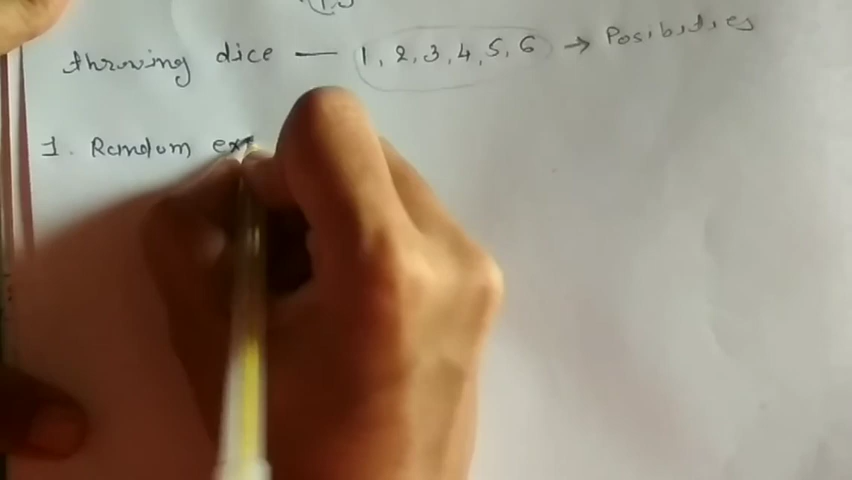 throwing dice — 1, 2, 3, 4, 5, 6 → Posibities
1. Random ex